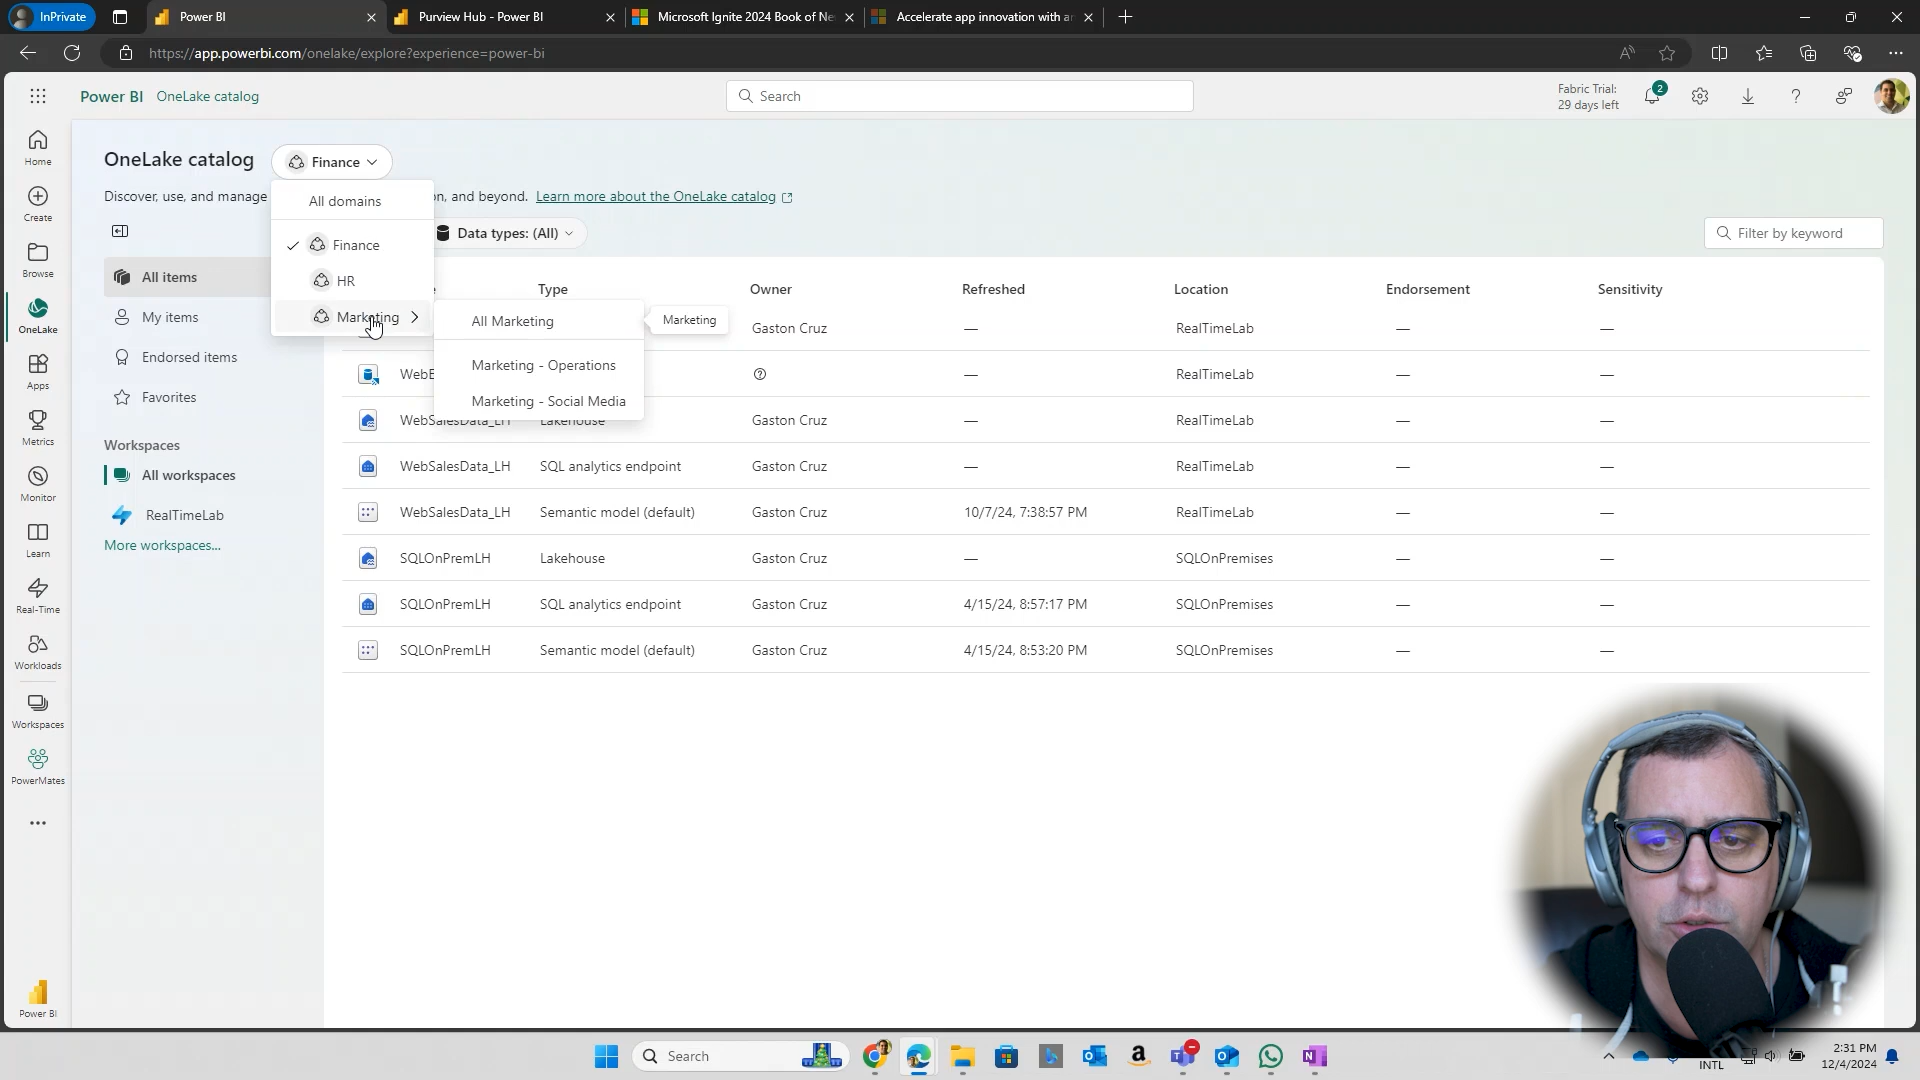 InPrivate
Power BI
Purview Hub - Power BI
Microsoft Ignite 2024 Book of Ne
Accelerate app innovation with a
https://app.powerbi.com/onelake/explore?experience=power-bi
Power BI OneLake catalog
Search
Fabric Trial:
29 days left
2
Home
Create
Browse
OneLake
Apps
Metrics
Monitor
Learn
Real-Time
Workloads
Workspaces
PowerMates
Power BI
OneLake catalog
Finance
Discover, use, and manage
n, and beyond. Learn more about the OneLake catalog
All domains
Finance
HR
Marketing
All Marketing
Marketing - Operations
Marketing - Social Media
Marketing
Data types: (All)
Filter by keyword
All items
My items
Endorsed items
Favorites
Workspaces
All workspaces
RealTimeLab
More workspaces...
Type Owner Refreshed Location Endorsement Sensitivity
Gaston Cruz — RealTimeLab — —
WebE — RealTimeLab — —
WebSalesData_LH Lakehouse Gaston Cruz — RealTimeLab — —
WebSalesData_LH SQL analytics endpoint Gaston Cruz — RealTimeLab — —
WebSalesData_LH Semantic model (default) Gaston Cruz 10/7/24, 7:38:57 PM RealTimeLab — —
SQLOnPremLH Lakehouse Gaston Cruz — SQLOnPremises — —
SQLOnPremLH SQL analytics endpoint Gaston Cruz 4/15/24, 8:57:17 PM SQLOnPremises — —
SQLOnPremLH Semantic model (default) Gaston Cruz 4/15/24, 8:53:20 PM SQLOnPremises — —
Search
INTL
2:31 PM
12/4/2024